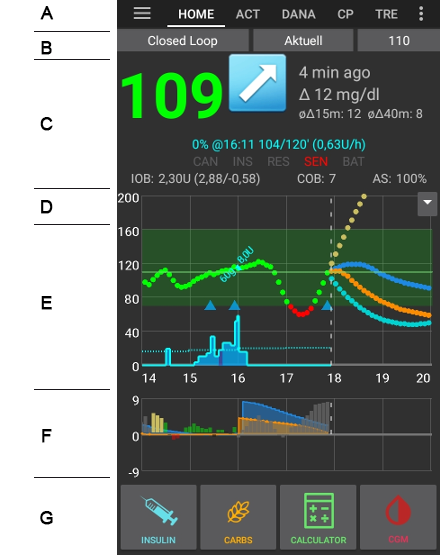 A
HOME ACT DANA CP TRE
B
Closed Loop Aktuell 110
C
109
4 min ago
Δ 12 mg/dl
øΔ15m: 12 øΔ40m: 8
0% @16:11 104/120' (0,63U/h)
CAN INS RES SEN BAT
IOB: 2,30U (2,88/-0,58) COB: 7 AS: 100%
D
200
160
120
80
40
0
60g 8,0U
E
14 15 16 17 18 19 20
9
0
-9
F
G
INSULIN CARBS CALCULATOR CGM